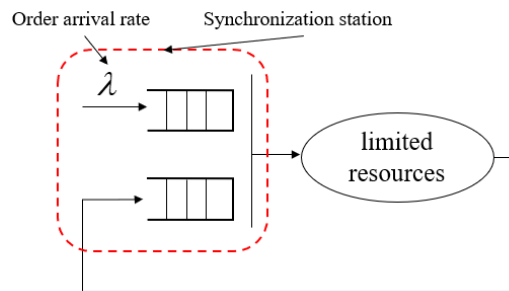 Order arrival rate
Synchronization station
λ
limited
resources